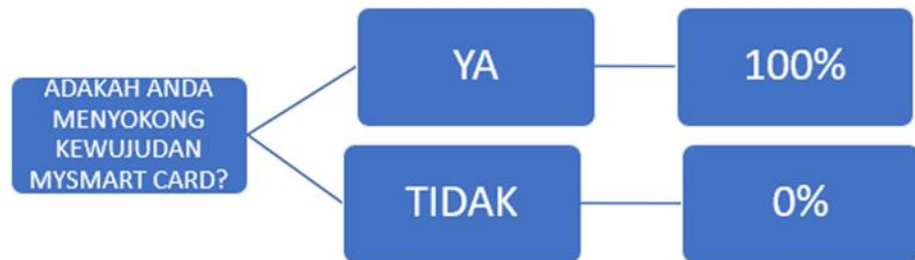 ADAKAH ANDA
MENYOKONG
KEWUJUDAN
MYSMART CARD?
YA
100%
TIDAK
0%